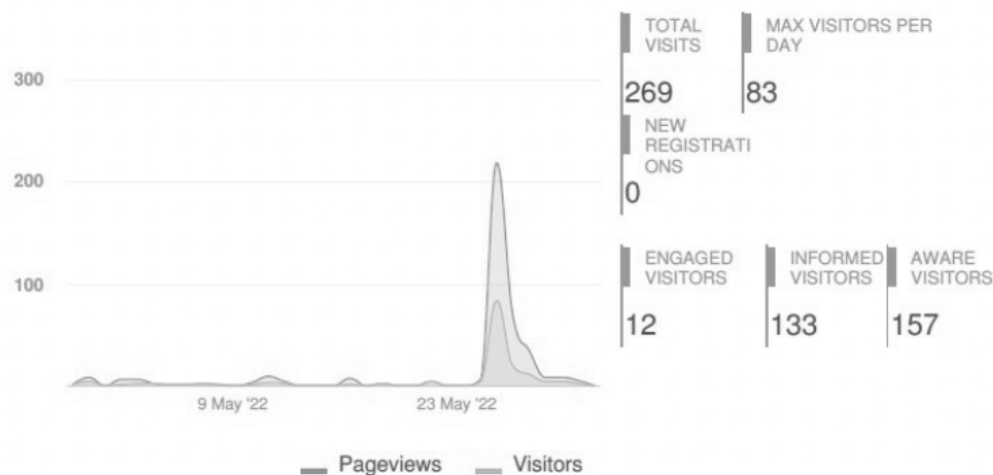 300
200
100
9 May '22
23 May '22
Pageviews
Visitors
TOTAL
VISITS
269
MAX VISITORS PER
DAY
83
NEW
REGISTRATI
ONS
0
ENGAGED
VISITORS
12
INFORMED
VISITORS
133
AWARE
VISITORS
157